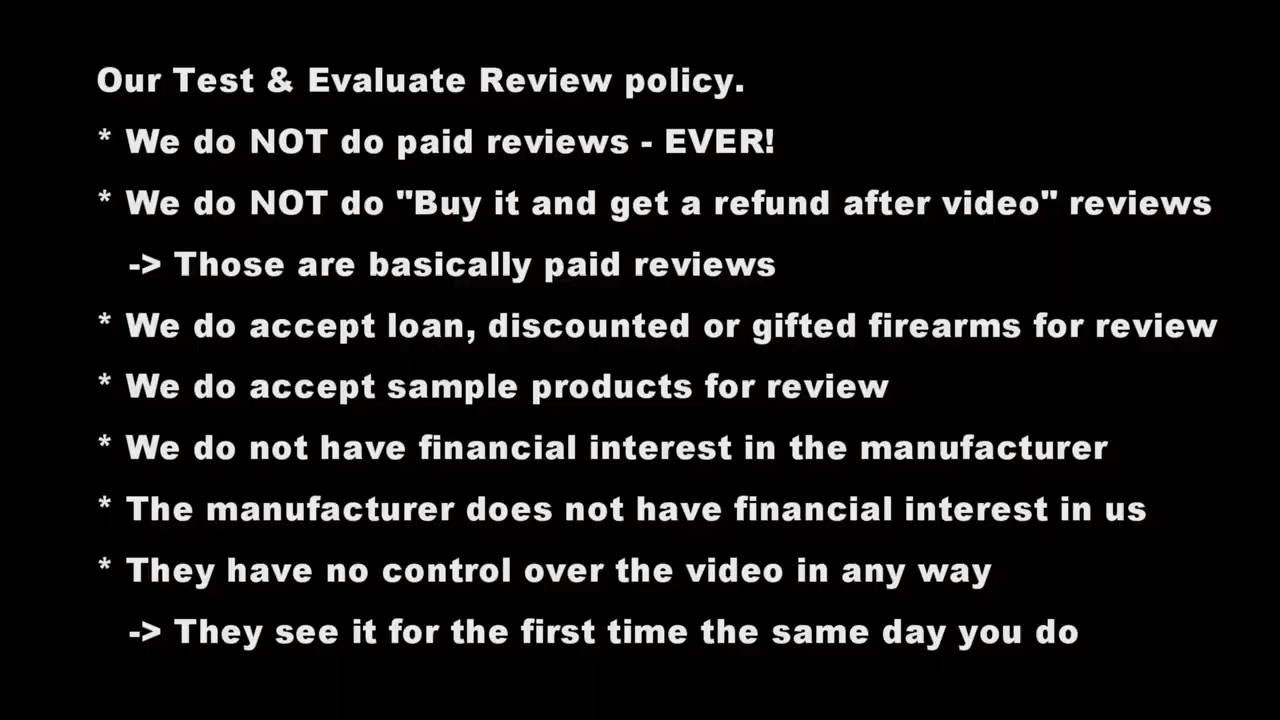 Our Test & Evaluate Review policy.
* We do NOT do paid reviews - EVER!
* We do NOT do "Buy it and get a refund after video" reviews
-> Those are basically paid reviews
* We do accept loan, discounted or gifted firearms for review
* We do accept sample products for review
* We do not have financial interest in the manufacturer
* The manufacturer does not have financial interest in us
* They have no control over the video in any way
-> They see it for the first time the same day you do